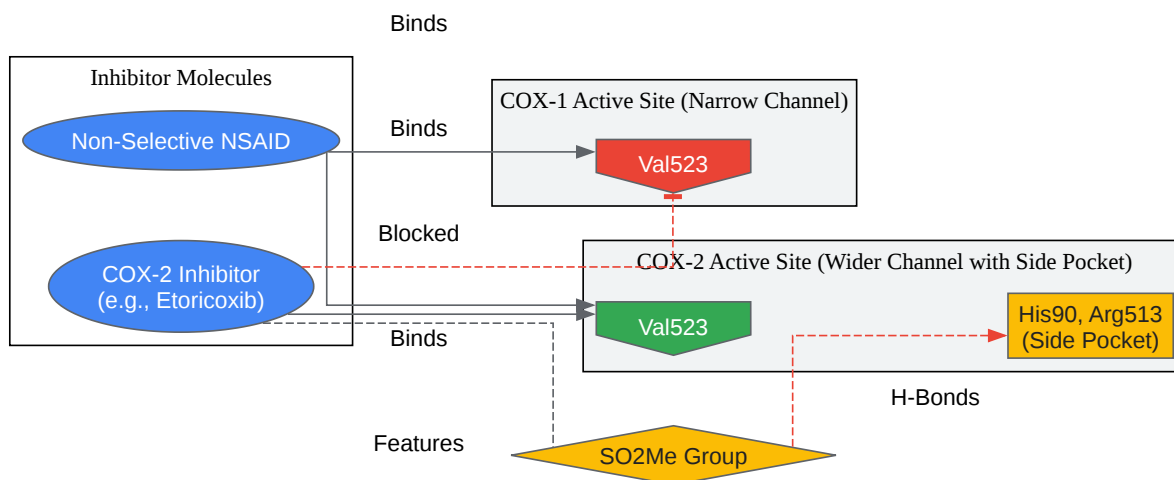 Binds
Inhibitor Molecules
COX-1 Active Site (Narrow Channel)
Non-Selective NSAID
Binds
Val523
Blocked
COX-2 Inhibitor
(e.g., Etoricoxib)
COX-2 Active Site (Wider Channel with Side Pocket)
Val523
His90, Arg513
(Side Pocket)
Binds
H-Bonds
Features
SO2Me Group